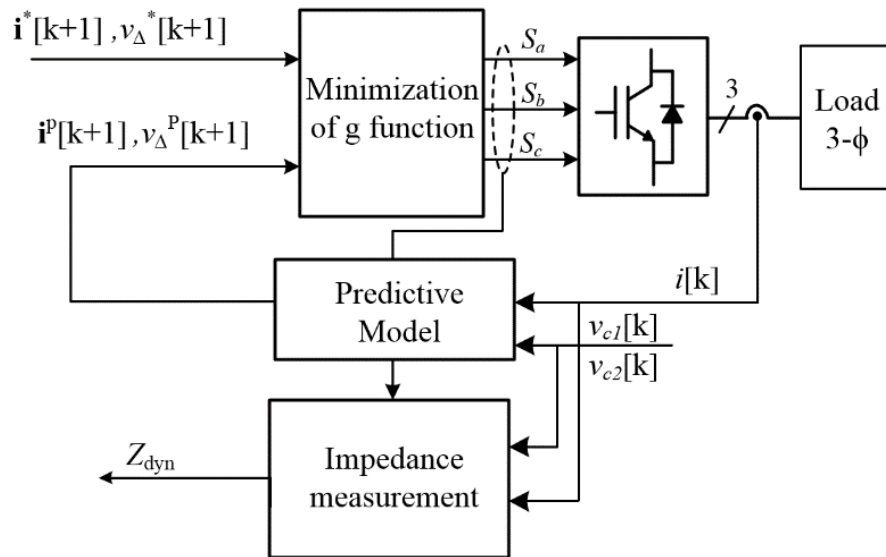 i*[k+1] ,vΔ*[k+1]
Minimization
of g function
Sa
Sb
Sc
3
Load
3-ϕ
iᵖ[k+1] ,vΔᴾ[k+1]
Predictive
Model
i[k]
vc1[k]
vc2[k]
Impedance
measurement
Zdyn